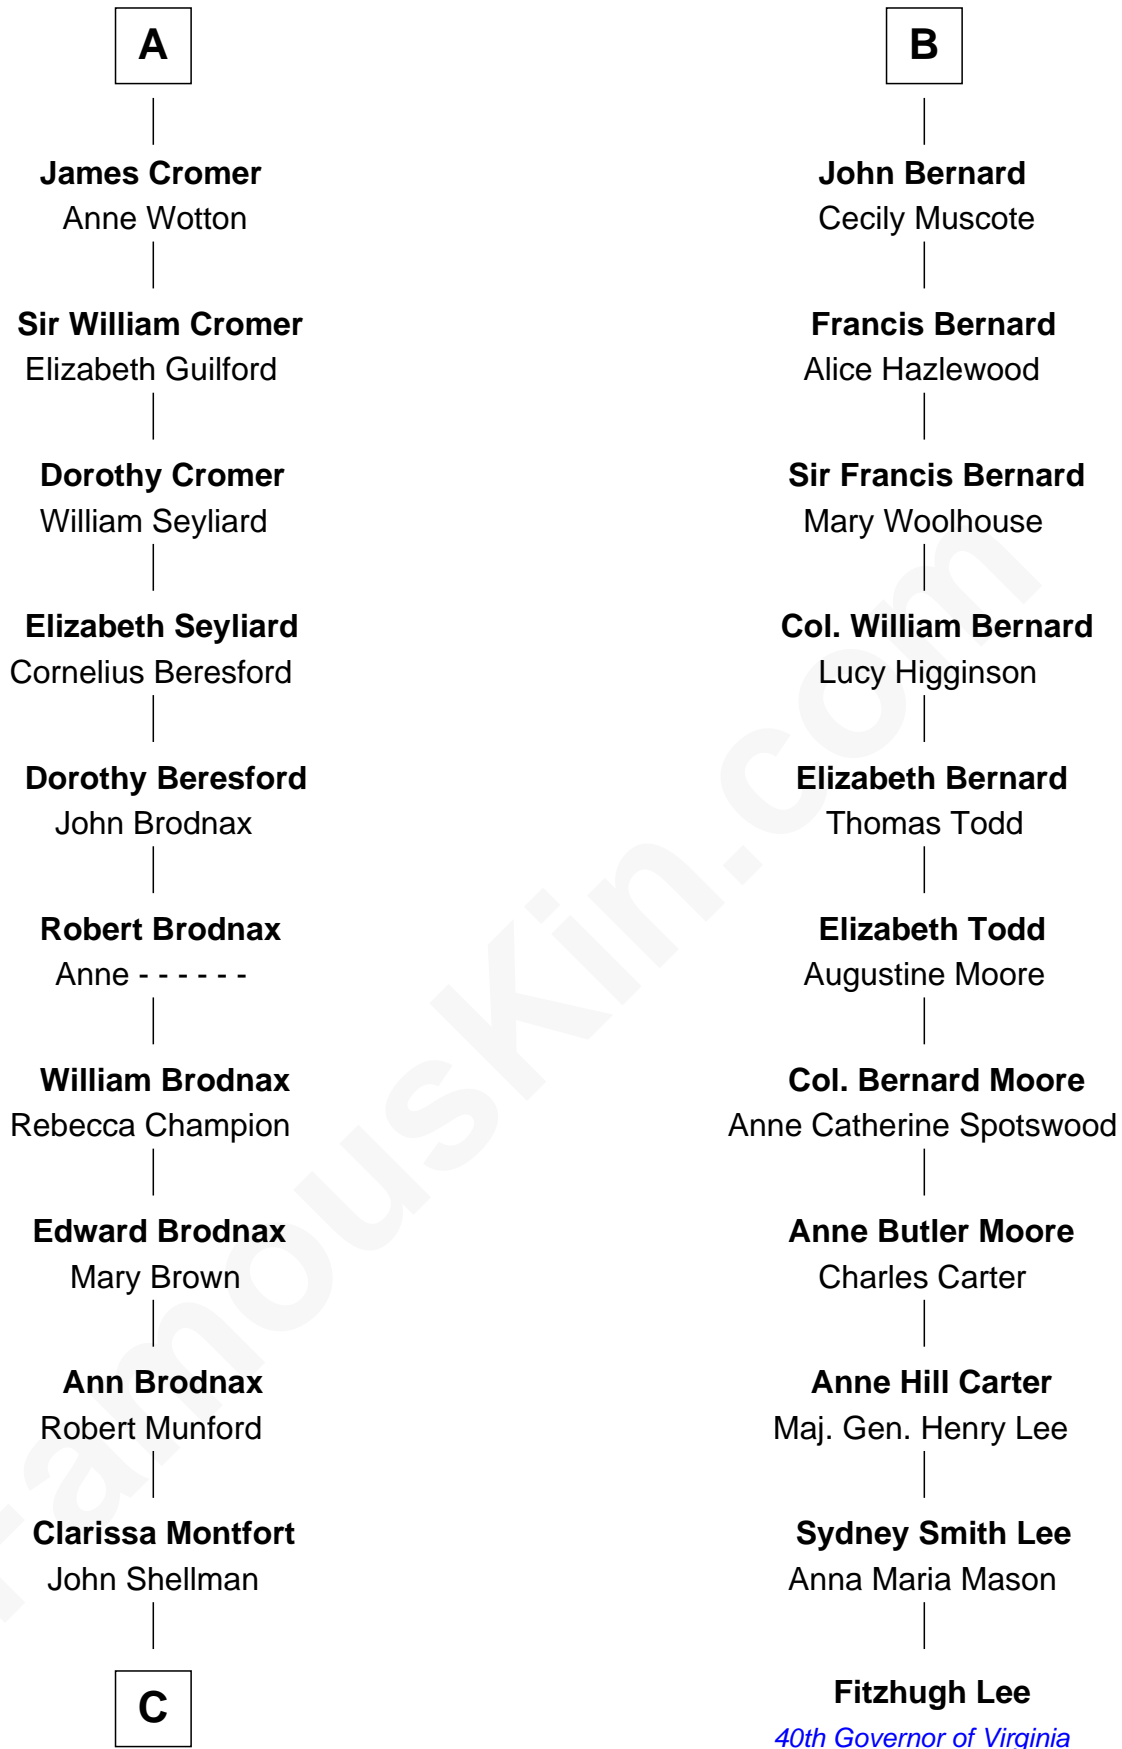 A
James Cromer
Anne Wotton
Sir William Cromer
Elizabeth Guilford
Dorothy Cromer
William Seyliard
Elizabeth Seyliard
Cornelius Beresford
Dorothy Beresford
John Brodnax
Robert Brodnax
Anne - - - - - -
William Brodnax
Rebecca Champion
Edward Brodnax
Mary Brown
Ann Brodnax
Robert Munford
Clarissa Montfort
John Shellman
C
B
John Bernard
Cecily Muscote
Francis Bernard
Alice Hazlewood
Sir Francis Bernard
Mary Woolhouse
Col. William Bernard
Lucy Higginson
Elizabeth Bernard
Thomas Todd
Elizabeth Todd
Augustine Moore
Col. Bernard Moore
Anne Catherine Spotswood
Anne Butler Moore
Charles Carter
Anne Hill Carter
Maj. Gen. Henry Lee
Sydney Smith Lee
Anna Maria Mason
Fitzhugh Lee
40th Governor of Virginia
FamousKin.com